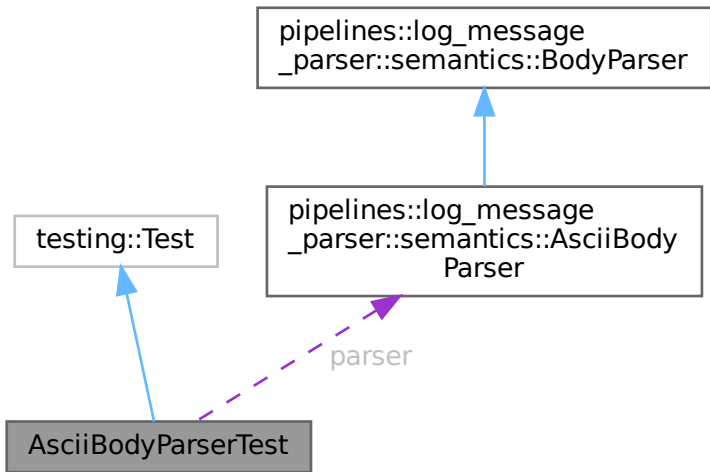 pipelines::log_message
_parser::semantics::BodyParser
pipelines::log_message
_parser::semantics::AsciiBody
Parser
testing::Test
parser
AsciiBodyParserTest